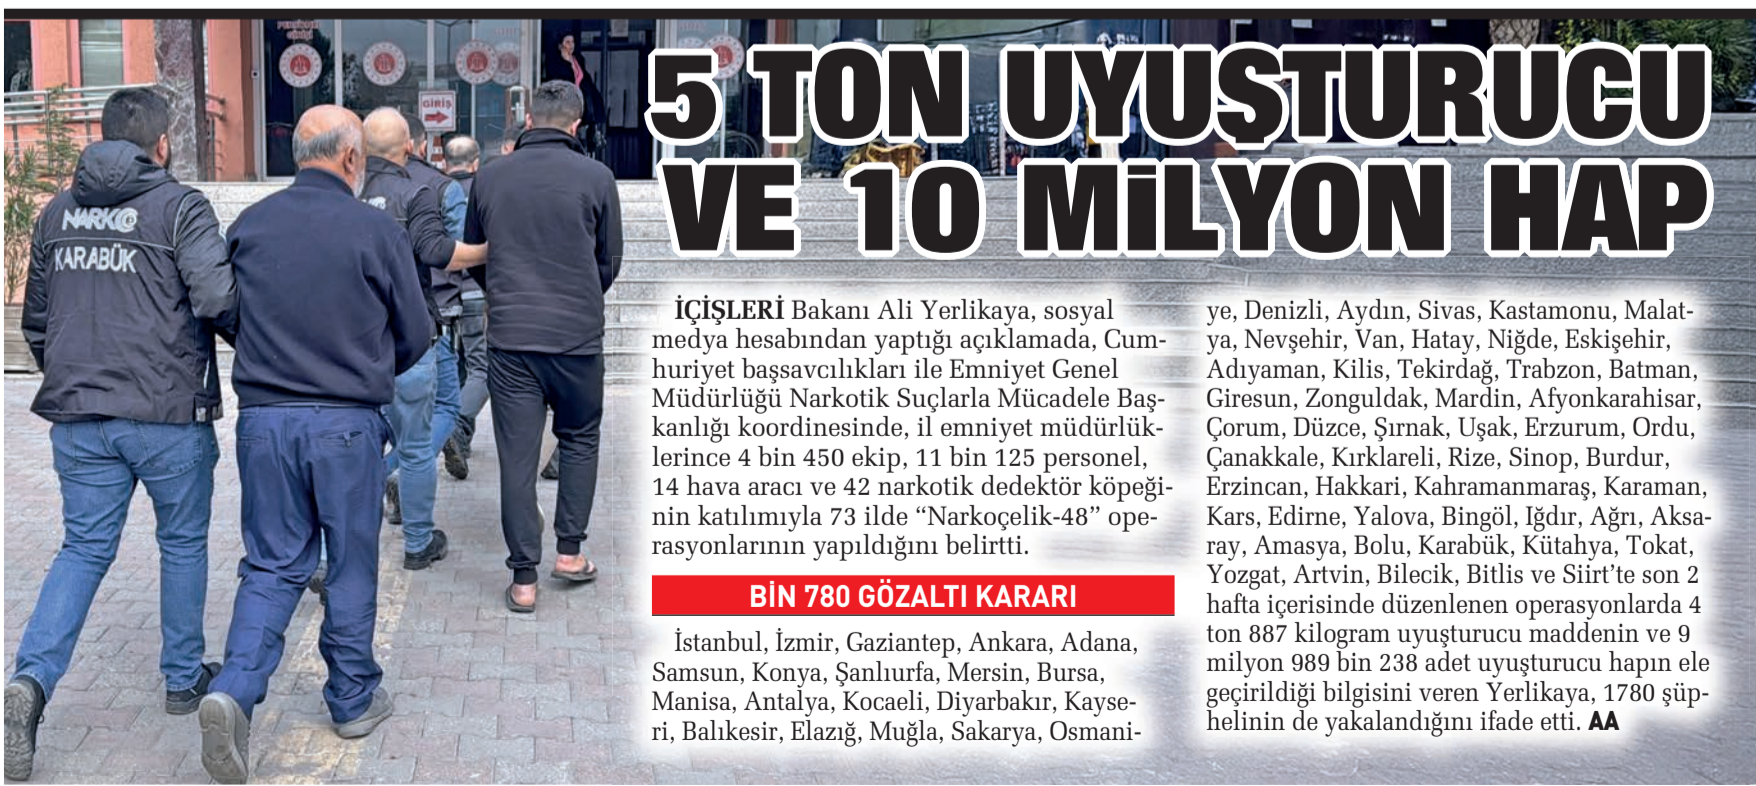 PERSONEL
GİRİŞİ
GİRİŞ
NARKO
KARABÜK
5 TON UYUŞTURUCU
VE 10 MİLYON HAP
İÇİŞLERİ Bakanı Ali Yerlikaya, sosyal
medya hesabından yaptığı açıklamada, Cum-
huriyet başsavcılıkları ile Emniyet Genel
Müdürlüğü Narkotik Suçlarla Mücadele Baş-
kanlığı koordinesinde, il emniyet müdürlük-
lerince 4 bin 450 ekip, 11 bin 125 personel,
14 hava aracı ve 42 narkotik dedektör köpeği-
nin katılımıyla 73 ilde “Narkoçelik-48” ope-
rasyonlarının yapıldığını belirtti.
BİN 780 GÖZALTI KARARI
İstanbul, İzmir, Gaziantep, Ankara, Adana,
Samsun, Konya, Şanlıurfa, Mersin, Bursa,
Manisa, Antalya, Kocaeli, Diyarbakır, Kayse-
ri, Balıkesir, Elazığ, Muğla, Sakarya, Osmani-
ye, Denizli, Aydın, Sivas, Kastamonu, Malat-
ya, Nevşehir, Van, Hatay, Niğde, Eskişehir,
Adıyaman, Kilis, Tekirdağ, Trabzon, Batman,
Giresun, Zonguldak, Mardin, Afyonkarahisar,
Çorum, Düzce, Şırnak, Uşak, Erzurum, Ordu,
Çanakkale, Kırklareli, Rize, Sinop, Burdur,
Erzincan, Hakkari, Kahramanmaraş, Karaman,
Kars, Edirne, Yalova, Bingöl, Iğdır, Ağrı, Aksa-
ray, Amasya, Bolu, Karabük, Kütahya, Tokat,
Yozgat, Artvin, Bilecik, Bitlis ve Siirt’te son 2
hafta içerisinde düzenlenen operasyonlarda 4
ton 887 kilogram uyuşturucu maddenin ve 9
milyon 989 bin 238 adet uyuşturucu hapın ele
geçirildiği bilgisini veren Yerlikaya, 1780 şüp-
helinin de yakalandığını ifade etti. AA